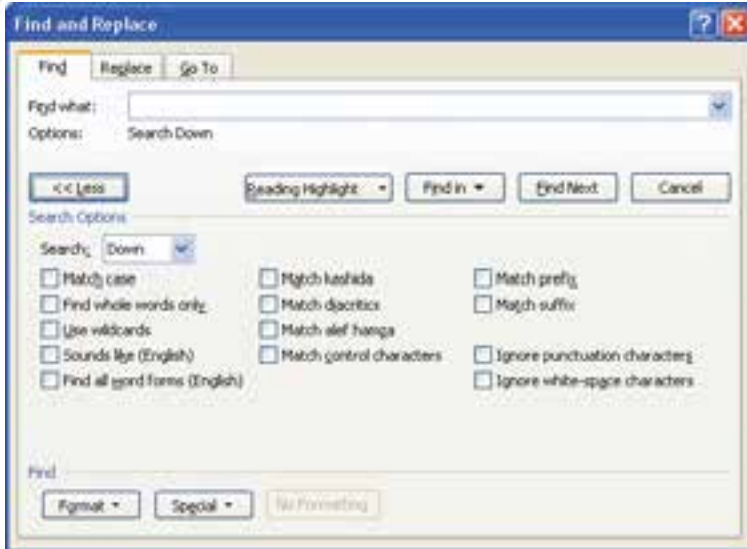 Find and Replace
Find Replace Go To
Find what:
Options: Search Down
<< Less Reading Highlight Find in Find Next Cancel
Search Options
Search: Down
Match case Match kashida Match prefix
Find whole words only Match diacritics Match suffix
Use wildcards Match alef hamza
Sounds like (English) Match control characters Ignore punctuation characters
Find all word forms (English) Ignore white-space characters
Find
Format Special No Formatting